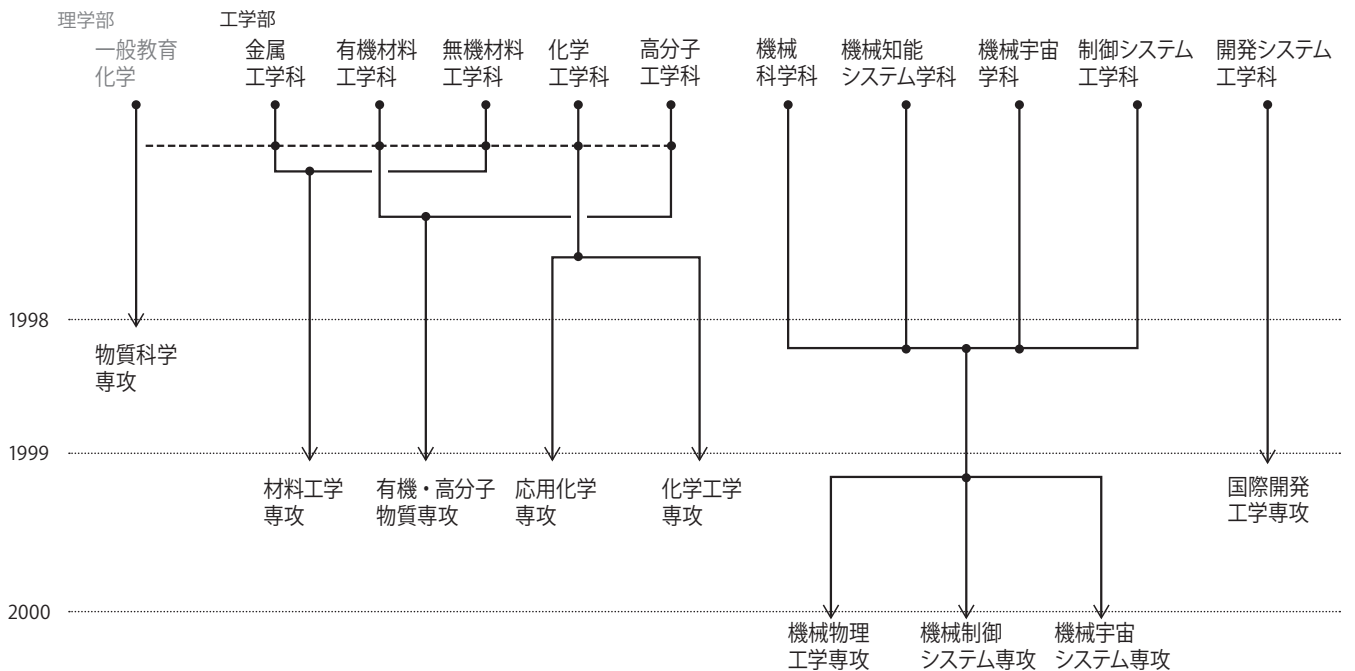 理学部
工学部
一般教育
化学
金属
工学科
有機材料
工学科
無機材料
工学科
化学
工学科
高分子
工学科
機械
科学科
機械知能
システム学科
機械宇宙
学科
制御システム
工学科
開発システム
工学科
1998
物質科学
専攻
1999
材料工学
専攻
有機・高分子
物質専攻
応用化学
専攻
化学工学
専攻
国際開発
工学専攻
2000
機械物理
工学専攻
機械制御
システム専攻
機械宇宙
システム専攻